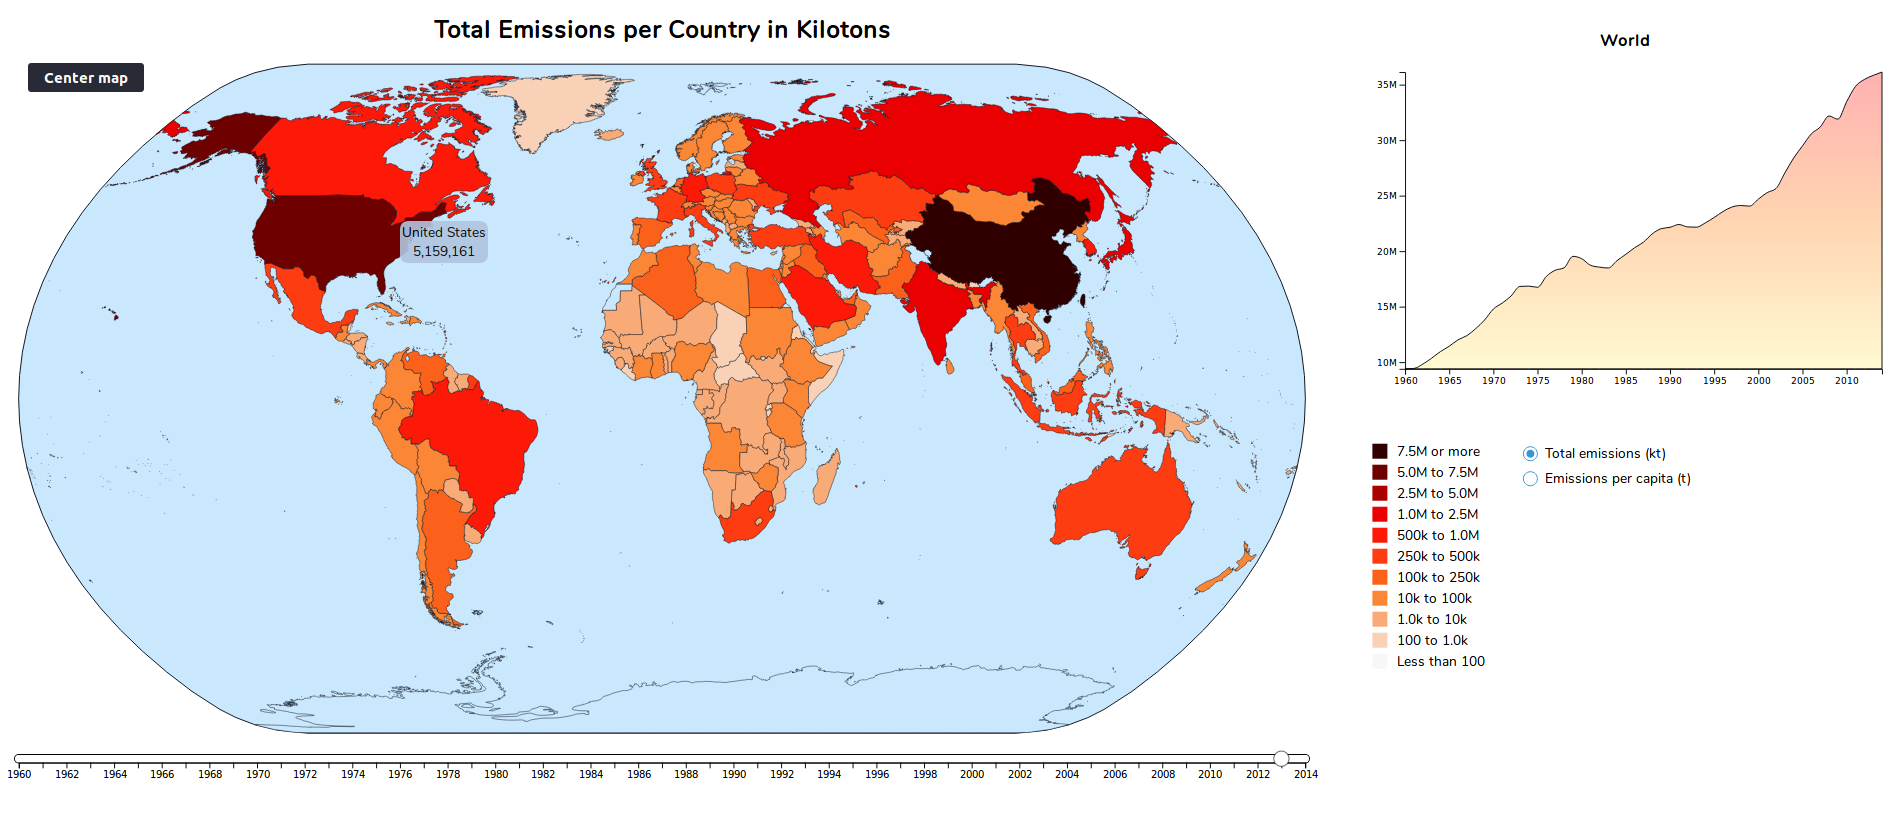 Total Emissions per Country in Kilotons
World
Center map
United States
5,159,161
35M
30M
25M
20M
15M
10M
1960 1965 1970 1975 1980 1985 1990 1995 2000 2005 2010
7.5M or more
5.0M to 7.5M
2.5M to 5.0M
1.0M to 2.5M
500k to 1.0M
250k to 500k
100k to 250k
10k to 100k
1.0k to 10k
100 to 1.0k
Less than 100
Total emissions (kt)
Emissions per capita (t)
1960 1962 1964 1966 1968 1970 1972 1974 1976 1978 1980 1982 1984 1986 1988 1990 1992 1994 1996 1998 2000 2002 2004 2006 2008 2010 2012 2014